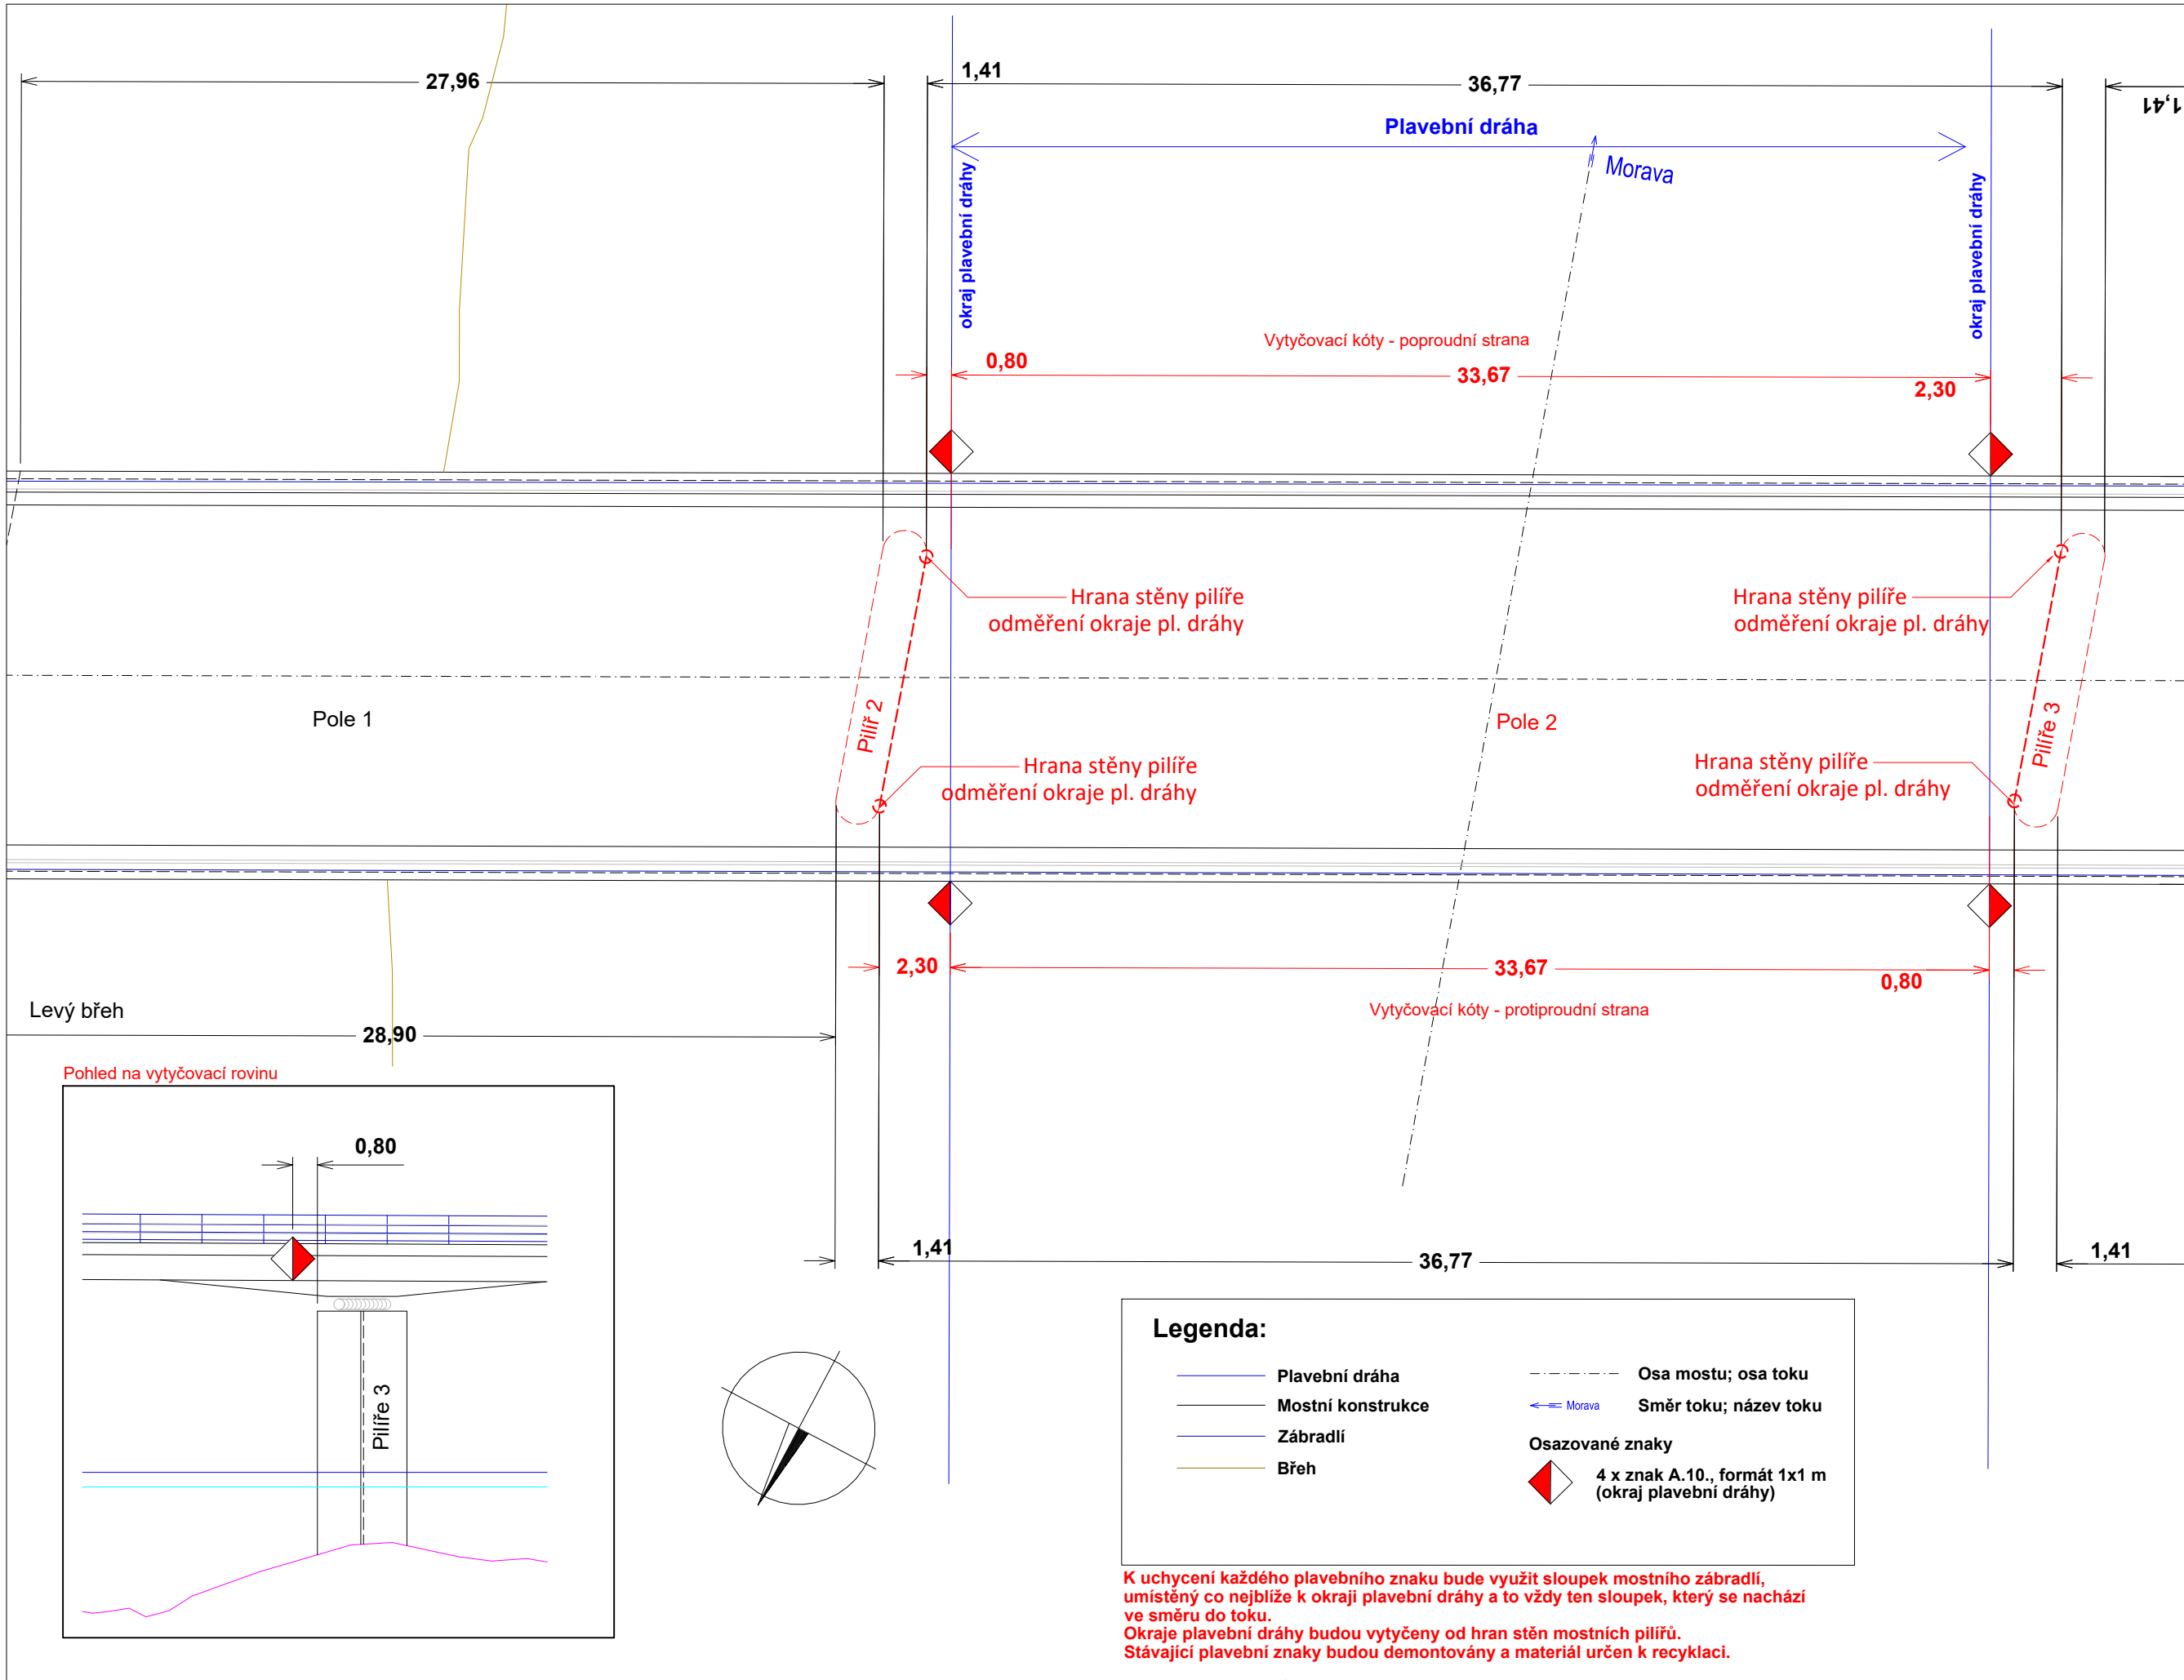 27,96
1,41
36,77
1,41
Plavební dráha
Morava
okraj plavební dráhy
okraj plavební dráhy
Vytyčovací kóty - poproudní strana
0,80
33,67
2,30
Hrana stěny pilíře
odměření okraje pl. dráhy
Hrana stěny pilíře
odměření okraje pl. dráhy
Pole 1
Pilíř 2
Pole 2
Pilíře 3
Hrana stěny pilíře
odměření okraje pl. dráhy
Hrana stěny pilíře
odměření okraje pl. dráhy
2,30
33,67
0,80
Vytyčovací kóty - protiproudní strana
Levý břeh
28,90
Pohled na vytyčovací rovinu
0,80
Pilíře 3
1,41
36,77
1,41
Legenda:
Plavební dráha
Mostní konstrukce
Zábradlí
Břeh
Osa mostu; osa toku
Morava
Směr toku; název toku
Osazované znaky
4 x znak A.10., formát 1x1 m
(okraj plavební dráhy)
K uchycení každého plavebního znaku bude využit sloupek mostního zábradlí,
umístěný co nejblíže k okraji plavební dráhy a to vždy ten sloupek, který se nachází
ve směru do toku.
Okraje plavební dráhy budou vytyčeny od hran stěn mostních pilířů.
Stávající plavební znaky budou demontovány a materiál určen k recyklaci.